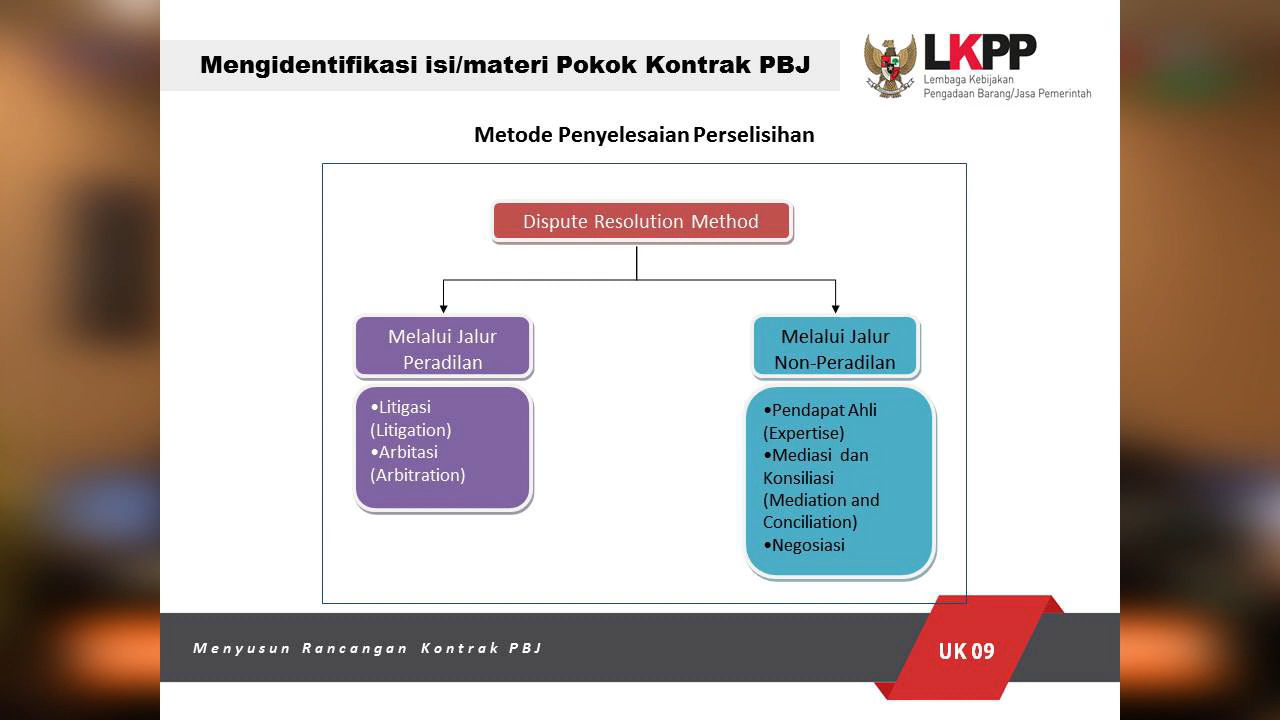 Mengidentifikasi isi/materi Pokok Kontrak PBJ
LKPP
Lembaga Kebijakan
Pengadaan Barang/Jasa Pemerintah
Metode Penyelesaian Perselisihan
Dispute Resolution Method
Melalui Jalur
Peradilan
•Litigasi
(Litigation)
•Arbitasi
(Arbitration)
Melalui Jalur
Non-Peradilan
•Pendapat Ahli
(Expertise)
•Mediasi dan
Konsiliasi
(Mediation and
Conciliation)
•Negosiasi
Menyusun Rancangan Kontrak PBJ
UK 09